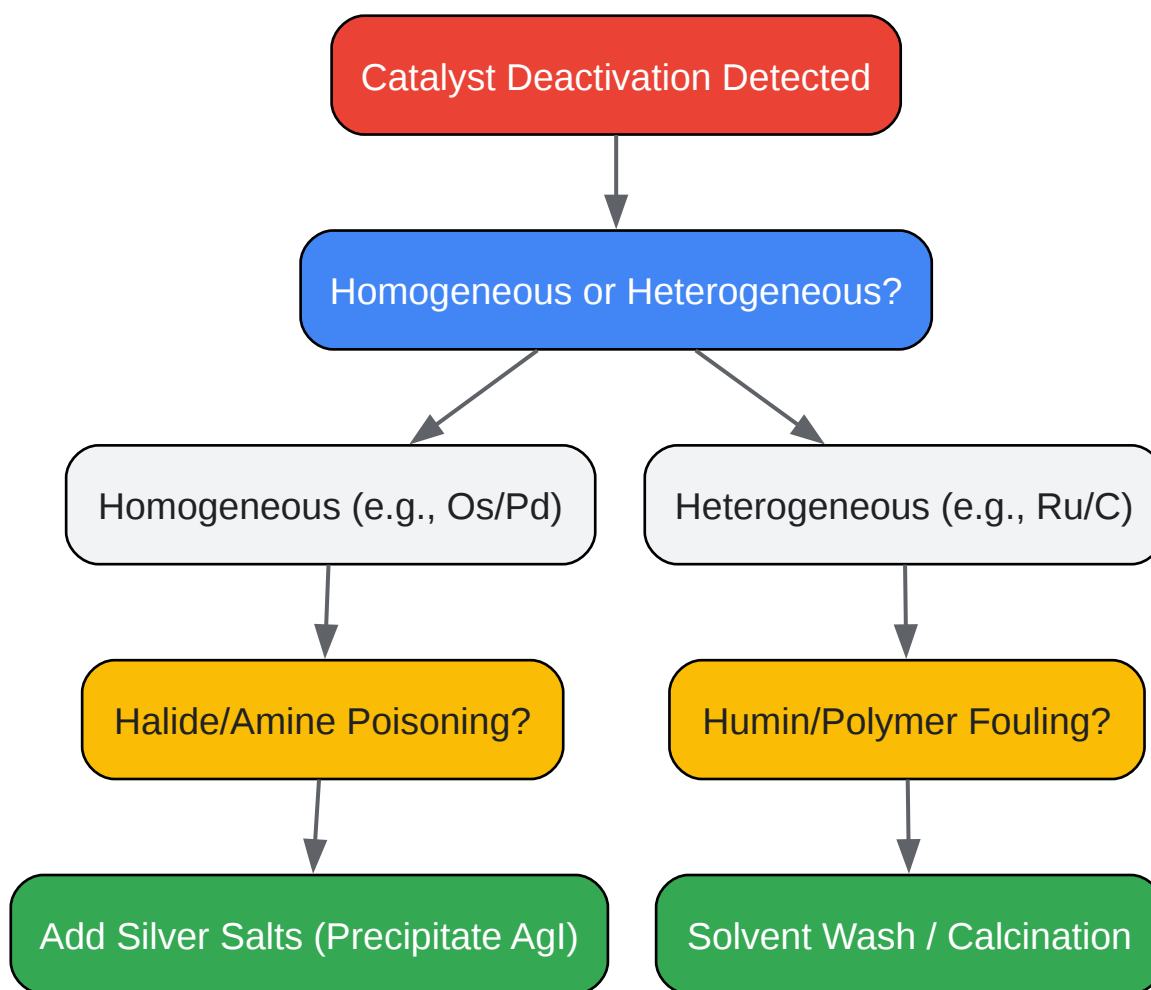 Catalyst Deactivation Detected
Homogeneous or Heterogeneous?
Homogeneous (e.g., Os/Pd)
Heterogeneous (e.g., Ru/C)
Halide/Amine Poisoning?
Humin/Polymer Fouling?
Add Silver Salts (Precipitate AgI)
Solvent Wash / Calcination